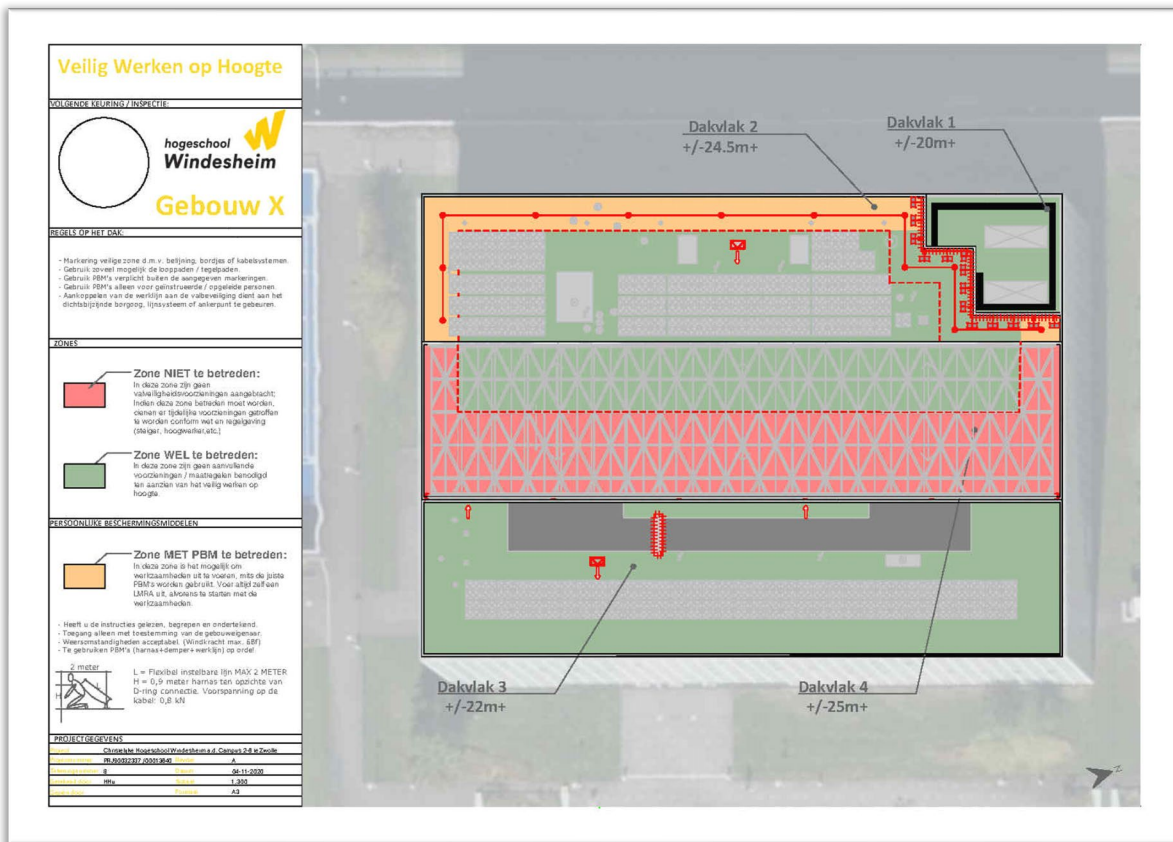 Veilig Werken op Hoogte
VOLGENDE KEURING / INSPECTIE:
hogeschool
Windesheim
Gebouw X
REGELS OP HET DAK:
- Markering veilige zone d.m.v. belijning, bordjes of kabelsystemen.
- Gebruik zoveel mogelijk de looppaden / tegelpaden.
- Gebruik PBM's verplicht buiten de aangegeven markeringen.
- Gebruik PBM's alleen voor geïnstrueerde / opgeleide personen.
- Aankoppelen van de werklijn aan de valbeveiliging dient aan het
dichtsbijzijnde borgoog, lijnsysteem of ankerpunt te gebeuren.
ZONES
Zone NIET te betreden:
In deze zone zijn geen
valveiligheidsvoorzieningen aangebracht;
Indien deze zone betreden moet worden,
dienen er tijdelijke voorzieningen getroffen
te worden conform wet en regelgeving
(steiger, hoogwerker,etc.)
Zone WEL te betreden:
In deze zone zijn geen aanvullende
voorzieningen / maatregelen benodigd
ten aanzien van het veilig werken op
hoogte.
PERSOONLIJKE BESCHERMINGSMIDDELEN
Zone MET PBM te betreden:
In deze zone is het mogelijk om
werkzaamheden uit te voeren, mits de juiste
PBM's worden gebruikt. Voer altijd zelf een
LMRA uit, alvorens te starten met de
werkzaamheden.
- Heeft u de instructies gelezen, begrepen en ondertekend.
- Toegang alleen met toestemming van de gebouweigenaar.
- Weersomstandigheden acceptabel. (Windkracht max. 6Bf)
- Te gebruiken PBM's (harnas+demper+werklijn) op orde!
2 meter
H
L = Flexibel instelbare lijn MAX 2 METER
H = 0,9 meter harnas ten opzichte van
D-ring connectie. Voorspanning op de
kabel: 0,8 kN
PROJECTGEGEVENS
Christelijke Hogeschool Windesheim a.d. Campus 2-6 te Zwolle
A
8
04-11-2020
HHu
1:300
A3
Dakvlak 2
+/-24.5m+
Dakvlak 1
+/-20m+
Dakvlak 3
+/-22m+
Dakvlak 4
+/-25m+